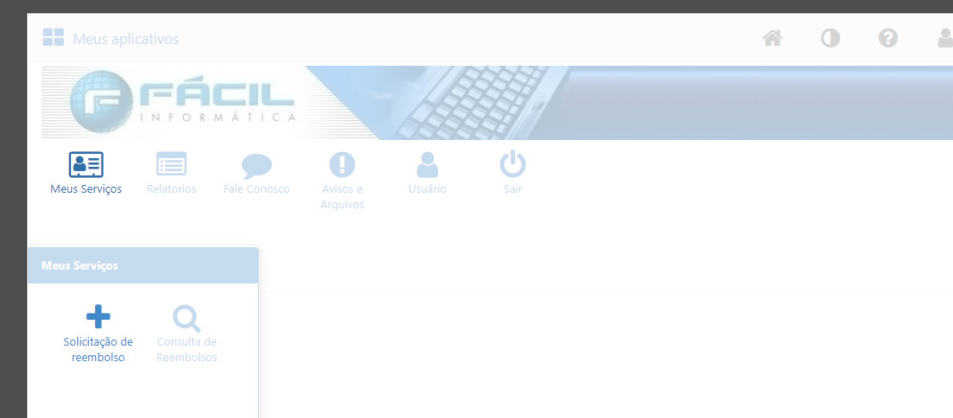 Meus aplicativos
FÁCIL
INFORMÁTICA
Meus Serviços
Relatorios
Fale Conosco
Avisos e
Arquivos
Usuário
Sair
Meus Serviços
Solicitação de
reembolso
Consulta de
Reembolsos